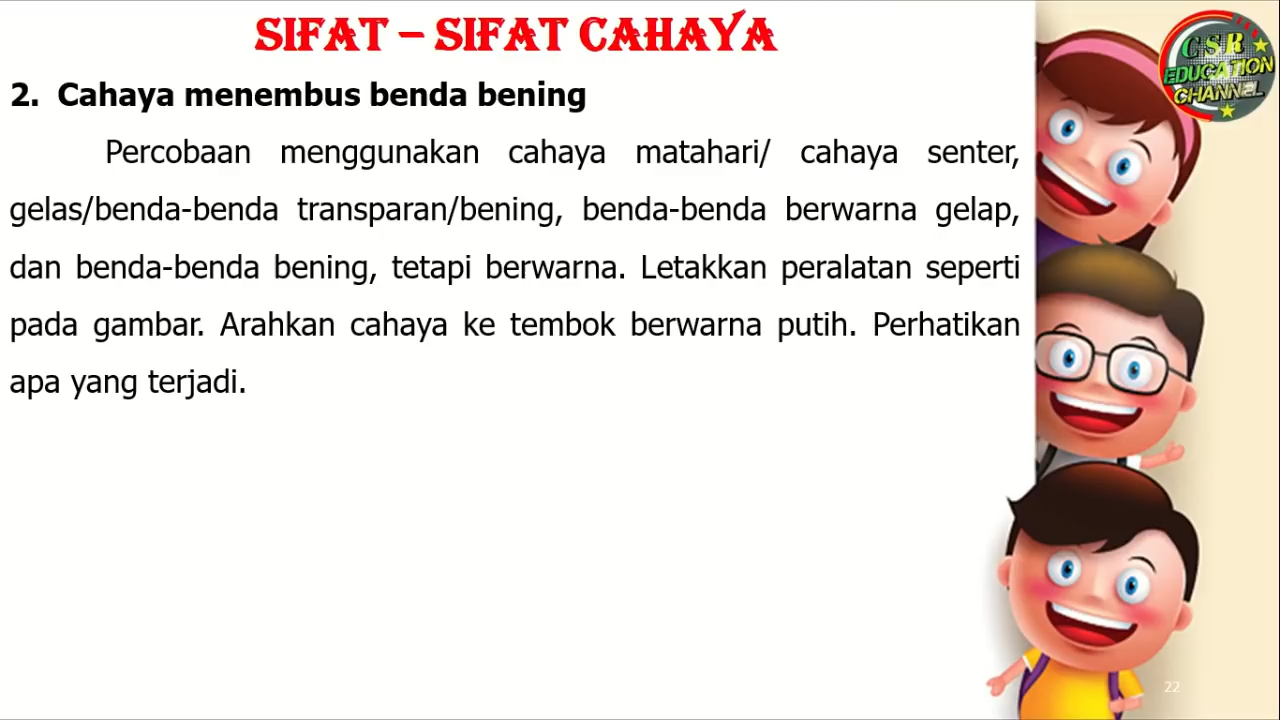 SIFAT – SIFAT CAHAYA
2. Cahaya menembus benda bening
Percobaan menggunakan cahaya matahari/ cahaya senter,
gelas/benda-benda transparan/bening, benda-benda berwarna gelap,
dan benda-benda bening, tetapi berwarna. Letakkan peralatan seperti
pada gambar. Arahkan cahaya ke tembok berwarna putih. Perhatikan
apa yang terjadi.
CSR
EDUCATION
CHANNEL
22